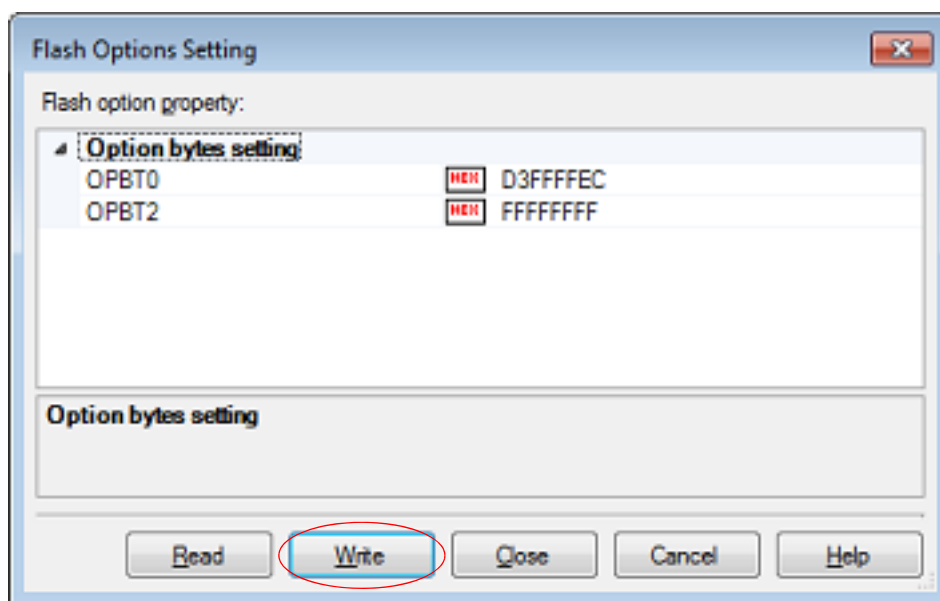 Flash Options Setting
Flash option property:
Option bytes setting
OPBT0 HEX D3FFFFEC
OPBT2 HEX FFFFFFFF
Option bytes setting
Read Write Close Cancel Help